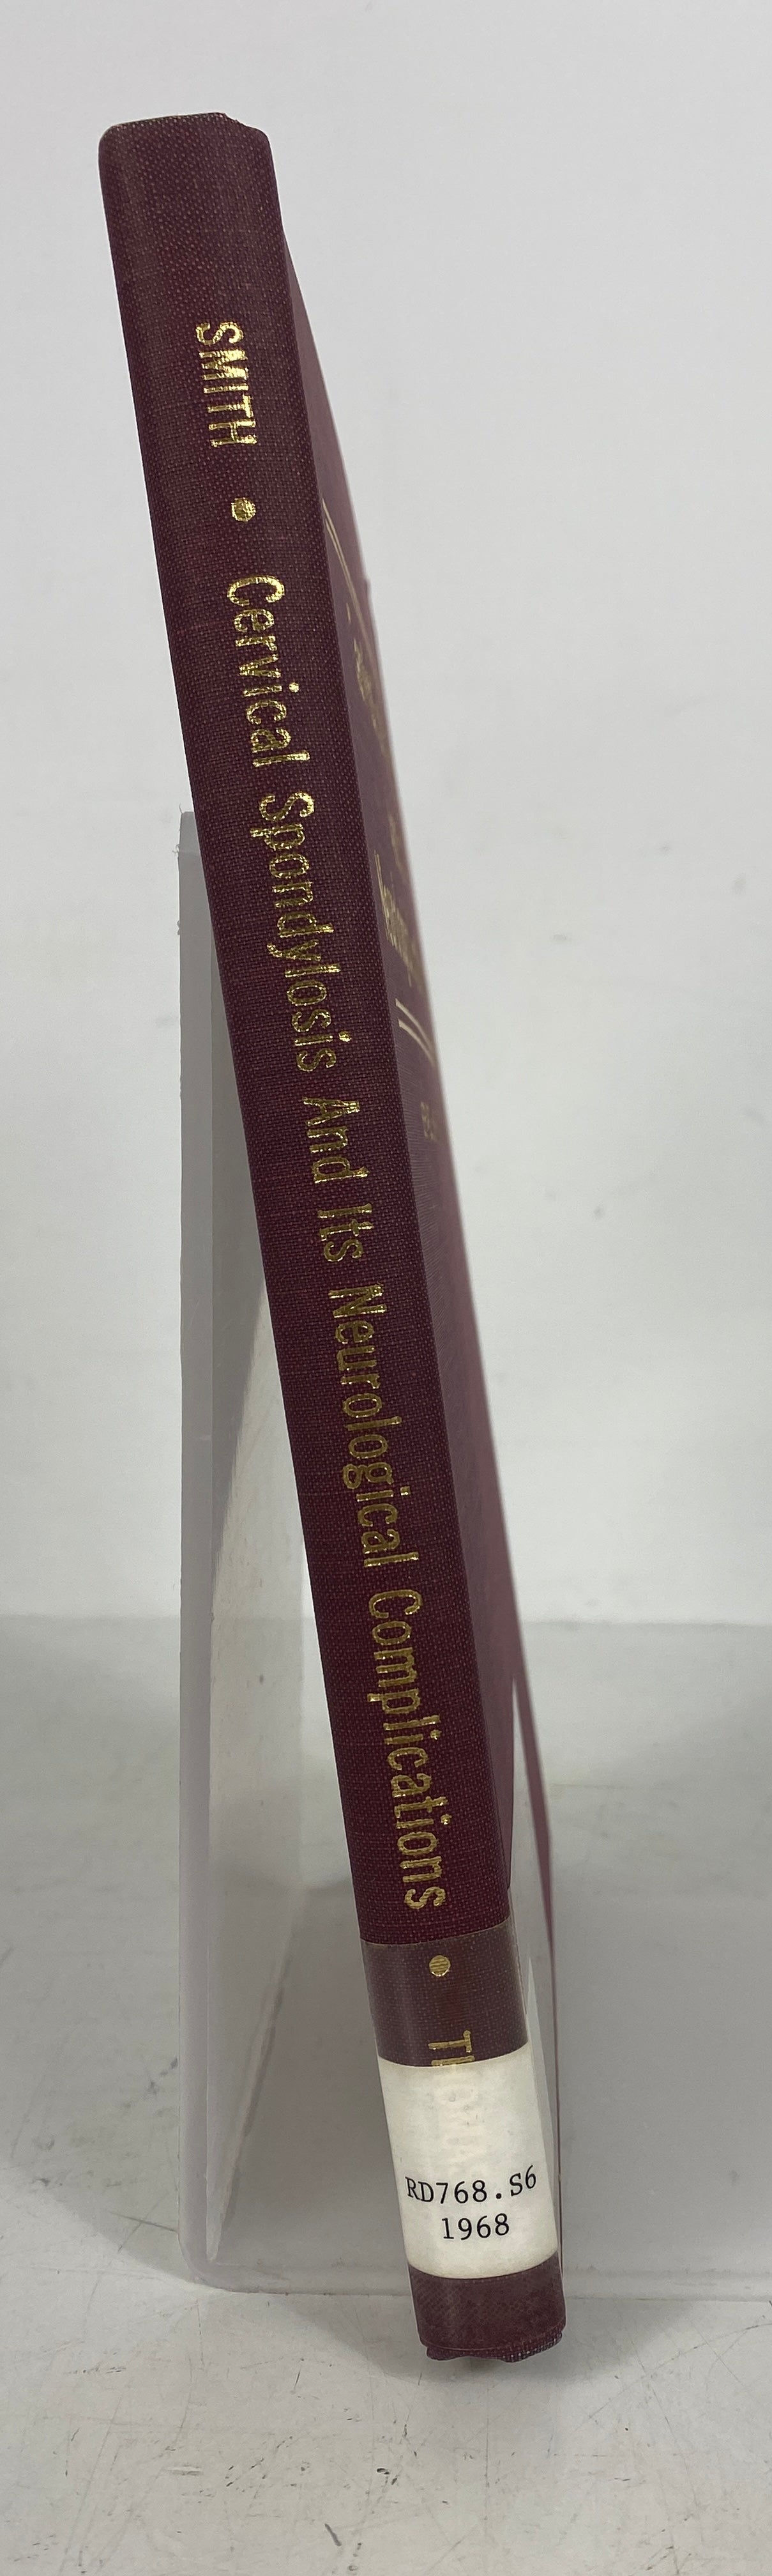 SMITH • Cervical Spondylosis And Its Neurological Complications •
RD768.S6
1968